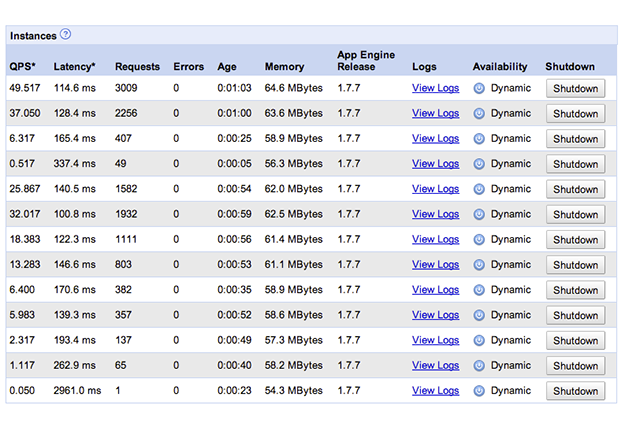 Instances ?
QPS* Latency* Requests Errors Age Memory App Engine Release Logs Availability Shutdown
49.517 114.6 ms 3009 0 0:01:03 64.6 MBytes 1.7.7 View Logs Dynamic Shutdown
37.050 128.4 ms 2256 0 0:01:00 63.6 MBytes 1.7.7 View Logs Dynamic Shutdown
6.317 165.4 ms 407 0 0:00:25 58.9 MBytes 1.7.7 View Logs Dynamic Shutdown
0.517 337.4 ms 49 0 0:00:05 56.3 MBytes 1.7.7 View Logs Dynamic Shutdown
25.867 140.5 ms 1582 0 0:00:54 62.0 MBytes 1.7.7 View Logs Dynamic Shutdown
32.017 100.8 ms 1932 0 0:00:59 62.5 MBytes 1.7.7 View Logs Dynamic Shutdown
18.383 122.3 ms 1111 0 0:00:56 61.4 MBytes 1.7.7 View Logs Dynamic Shutdown
13.283 146.6 ms 803 0 0:00:53 61.1 MBytes 1.7.7 View Logs Dynamic Shutdown
6.400 170.6 ms 382 0 0:00:35 58.9 MBytes 1.7.7 View Logs Dynamic Shutdown
5.983 139.3 ms 357 0 0:00:52 58.6 MBytes 1.7.7 View Logs Dynamic Shutdown
2.317 193.4 ms 137 0 0:00:49 57.3 MBytes 1.7.7 View Logs Dynamic Shutdown
1.117 262.9 ms 65 0 0:00:40 58.2 MBytes 1.7.7 View Logs Dynamic Shutdown
0.050 2961.0 ms 1 0 0:00:23 54.3 MBytes 1.7.7 View Logs Dynamic Shutdown